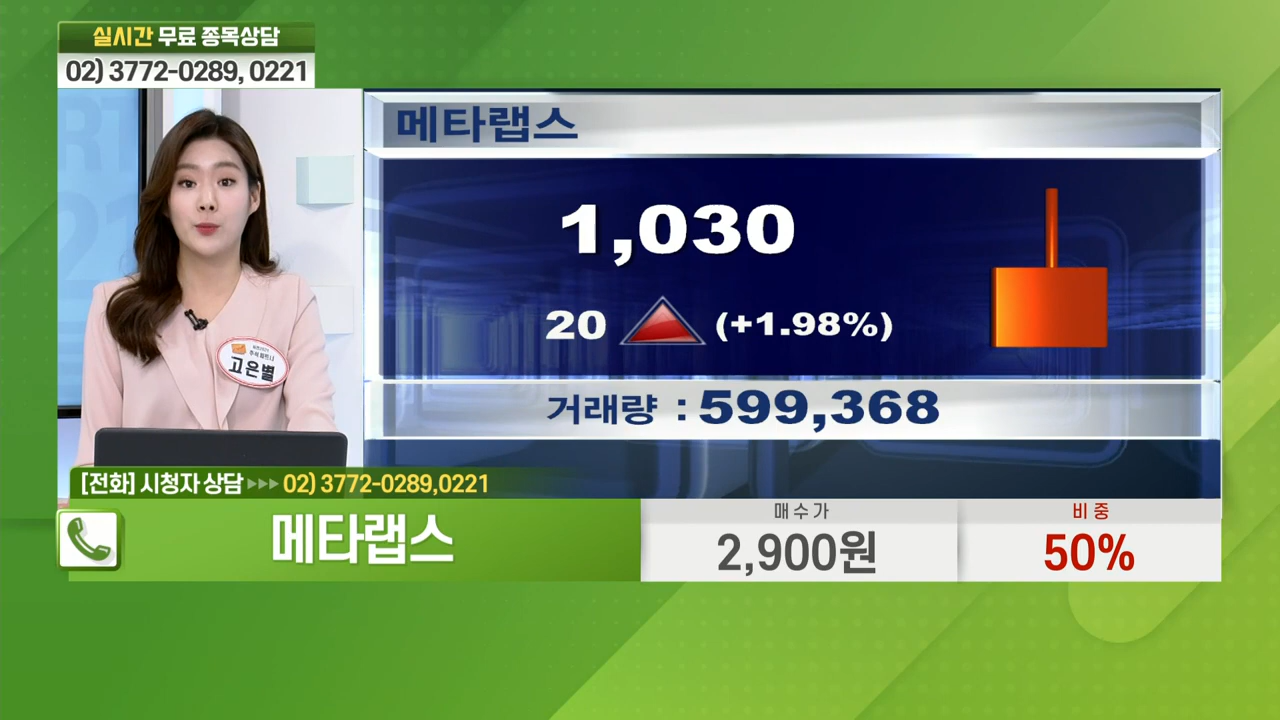 실시간 무료 종목상담
02) 3772-0289, 0221
메타랩스
1,030
20 (+1.98%)
거래량 : 599,368
고은별
[전화] 시청자 상담 02) 3772-0289,0221
메타랩스
매수가
2,900원
비중
50%